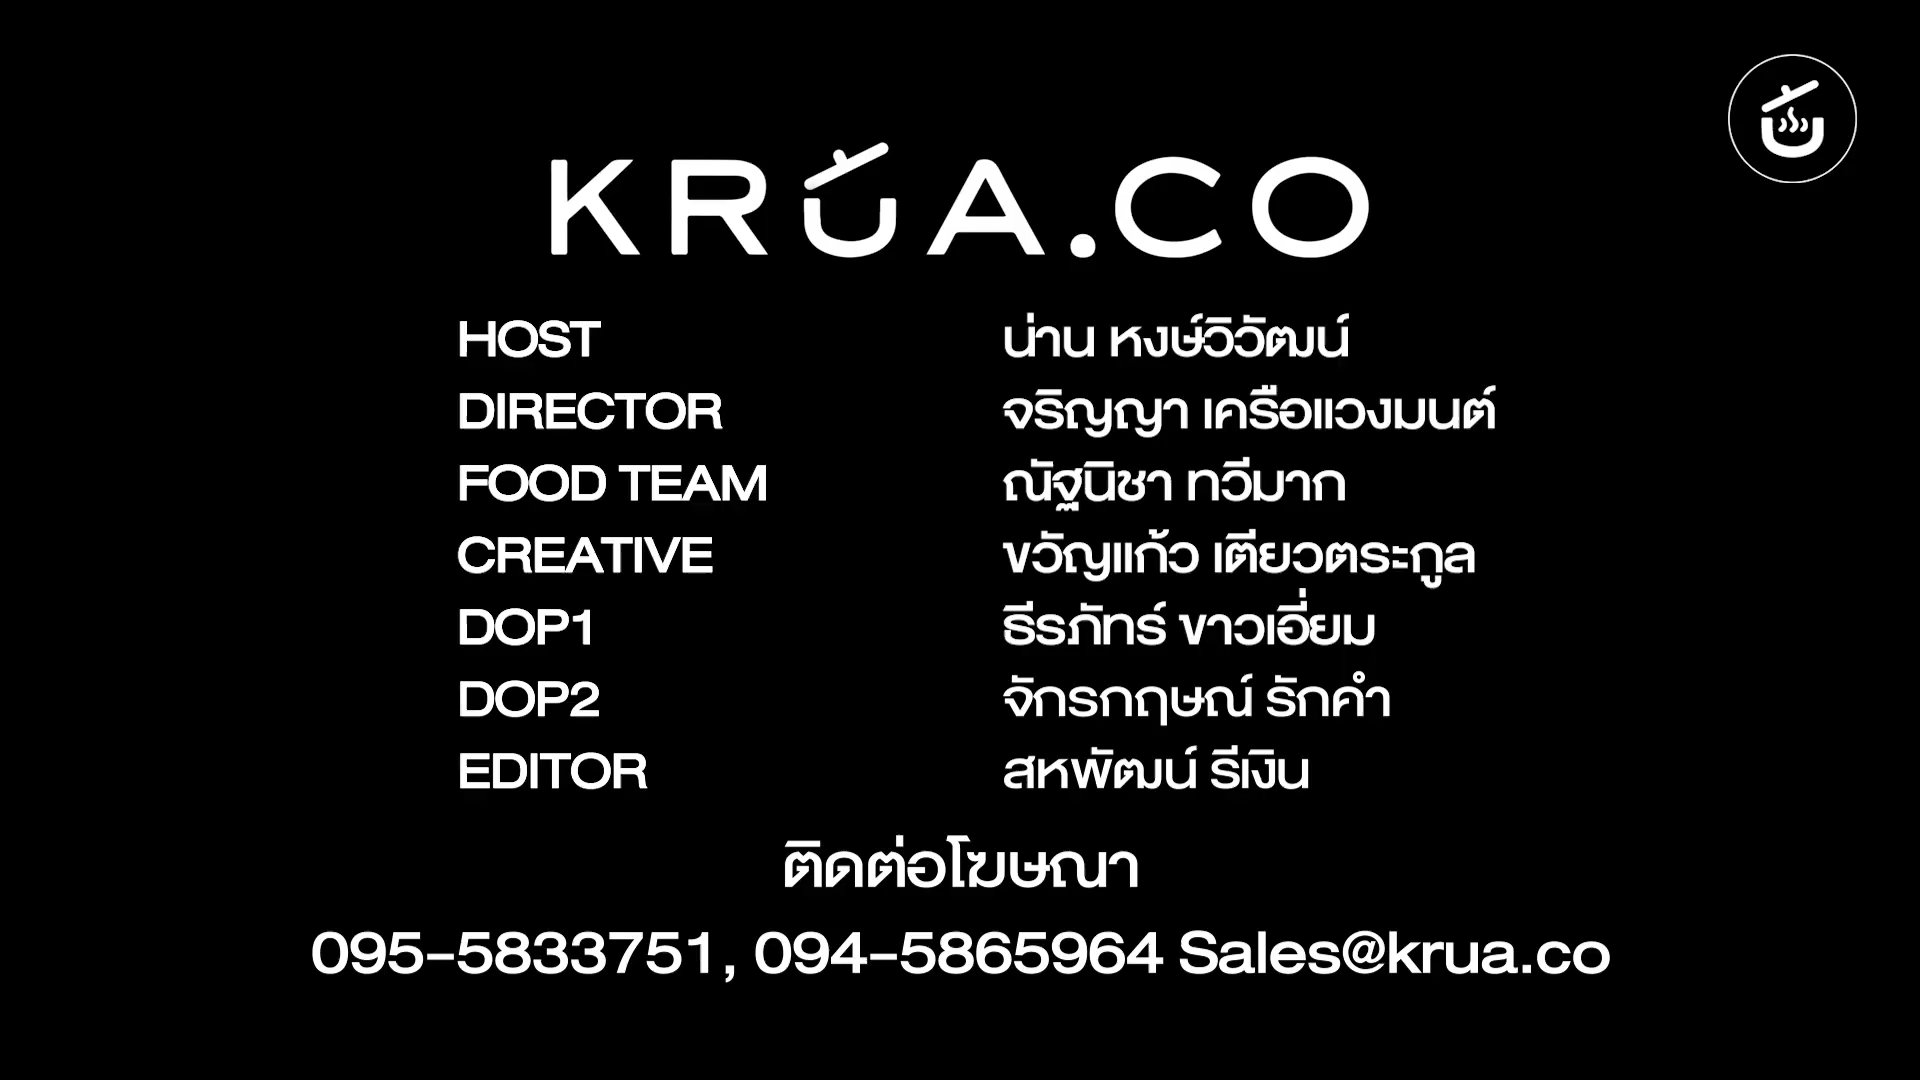 KRUA.CO
HOST น่าน หงษ์วิวัฒน์
DIRECTOR จริญญา เครือแวงมนต์
FOOD TEAM ณัฐนิชา ทวีมาก
CREATIVE ขวัญแก้ว เตียวตระกูล
DOP1 ธีรภัทร์ ขาวเอี่ยม
DOP2 จักรกฤษณ์ รักคำ
EDITOR สหพัฒน์ รีเงิน
ติดต่อโฆษณา
095-5833751, 094-5865964 Sales@krua.co